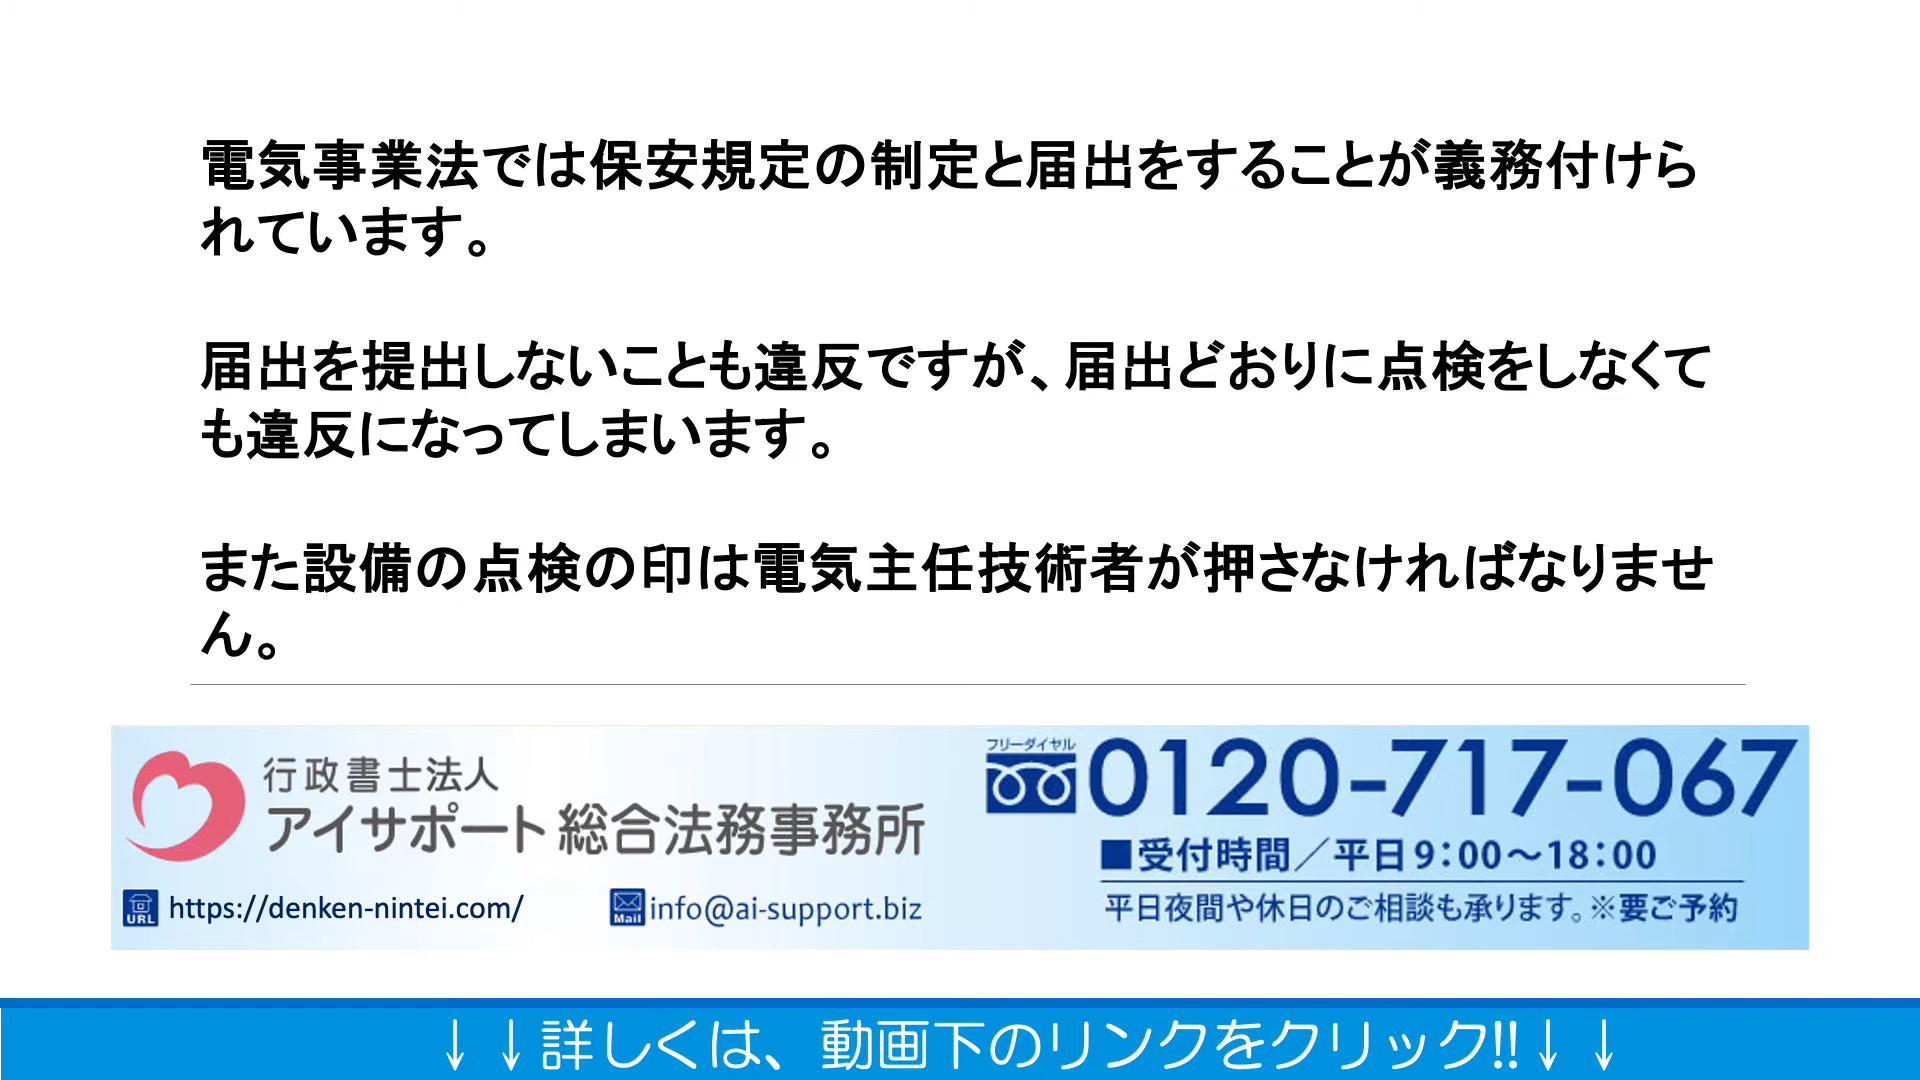 電気事業法では保安規定の制定と届出をすることが義務付けら
れています。
届出を提出しないことも違反ですが、届出どおりに点検をしなくて
も違反になってしまいます。
また設備の点検の印は電気主任技術者が押さなければなりませ
ん。
行政書士法人
アイサポート総合法務事務所
URL https://denken-nintei.com/
Mail info@ai-support.biz
フリーダイヤル
0120-717-067
■受付時間／平日9:00～18:00
平日夜間や休日のご相談も承ります。※要ご予約
↓↓詳しくは、動画下のリンクをクリック!!↓↓